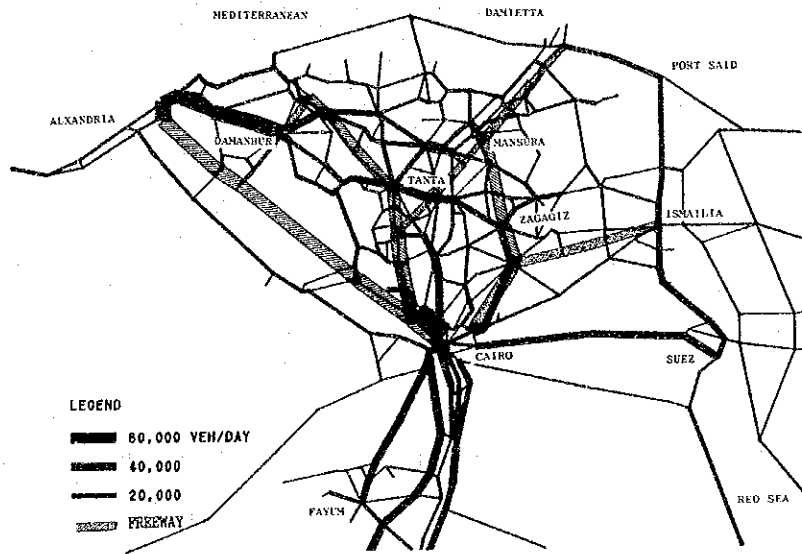 MEDITERRANEAN
DAMIETTA
PORT SAID
ALXANDRIA
DAMANHUR
MANSURA
TANTA
ZAGAGIZ
ISMAILIA
CAIRO
SUEZ
LEGEND
80,000 VEH/DAY
40,000
20,000
FREEWAY
FAYUM
RED SEA